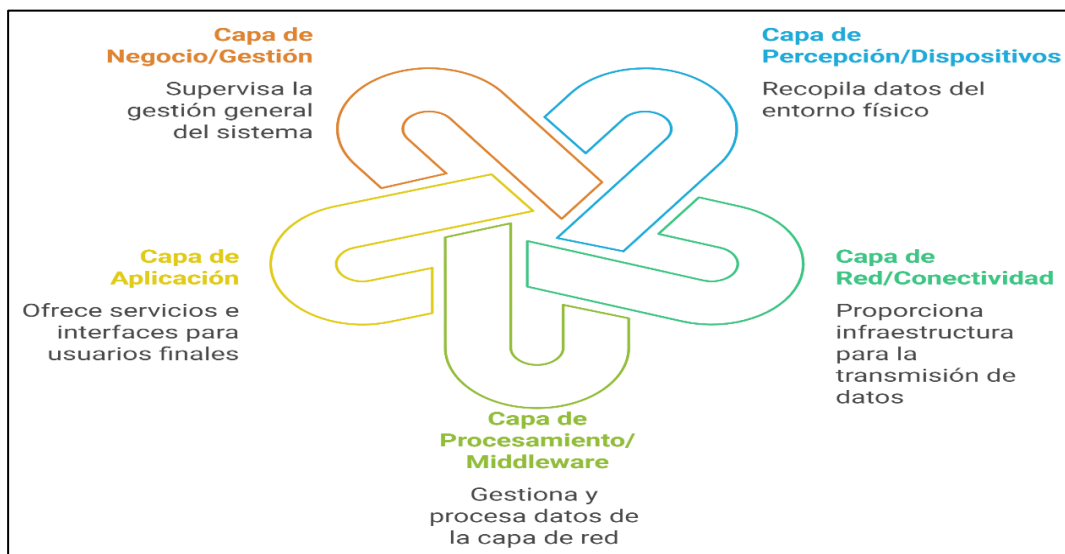 Capa de
Negocio/Gestión
Supervisa la
gestión general
del sistema
Capa de
Percepción/Dispositivos
Recopila datos del
entorno físico
Capa de
Aplicación
Ofrece servicios e
interfaces para
usuarios finales
Capa de
Red/Conectividad
Proporciona
infraestructura
para la
transmisión de
datos
Capa de
Procesamiento/
Middleware
Gestiona y
procesa datos de
la capa de red